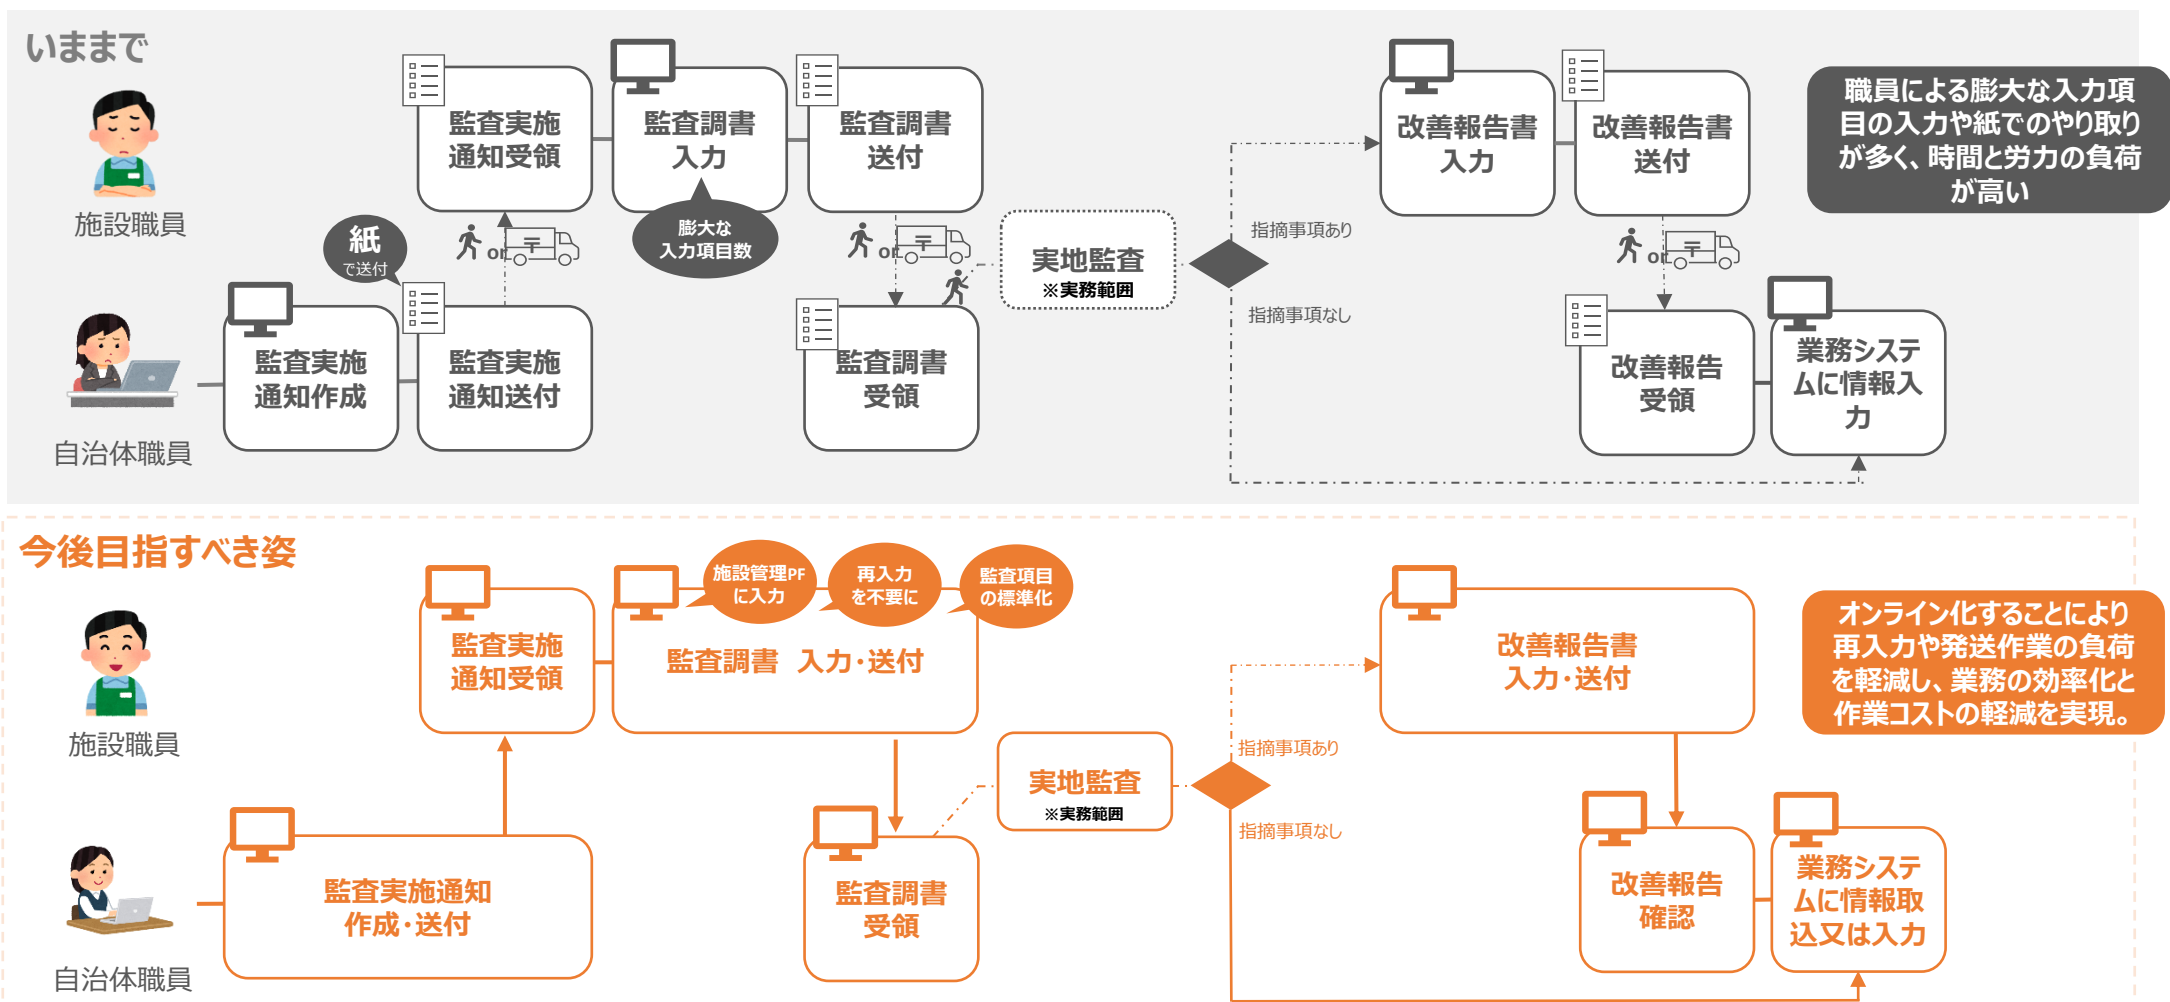 いままで
施設職員
自治体職員
監査実施
通知作成
紙
で送付
監査実施
通知送付
or
監査実施
通知受領
監査調書
入力
膨大な
入力項目数
監査調書
送付
or
監査調書
受領
実地監査
※実務範囲
指摘事項あり
指摘事項なし
改善報告書
入力
改善報告書
送付
or
改善報告
受領
業務システ
ムに情報入
力
職員による膨大な入力項
目の入力や紙でのやり取り
が多く、時間と労力の負荷
が高い
今後目指すべき姿
施設職員
自治体職員
監査実施通知
作成・送付
監査実施
通知受領
施設管理PF
に入力
再入力
を不要に
監査項目
の標準化
監査調書 入力・送付
監査調書
受領
実地監査
※実務範囲
指摘事項あり
指摘事項なし
改善報告書
入力・送付
改善報告
確認
業務システ
ムに情報取
込又は入力
オンライン化することにより
再入力や発送作業の負荷
を軽減し、業務の効率化と
作業コストの軽減を実現。